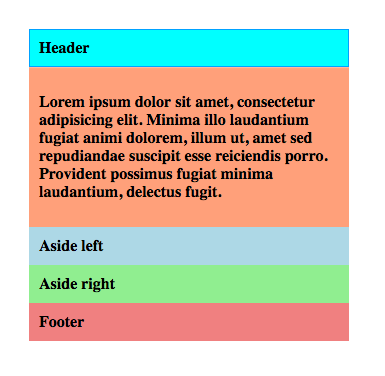 Header
Lorem ipsum dolor sit amet, consectetur
adipisicing elit. Minima illo laudantium
fugiat animi dolorem, illum ut, amet sed
repudiandae suscipit esse reiciendis porro.
Provident possimus fugiat minima
laudantium, delectus fugit.
Aside left
Aside right
Footer